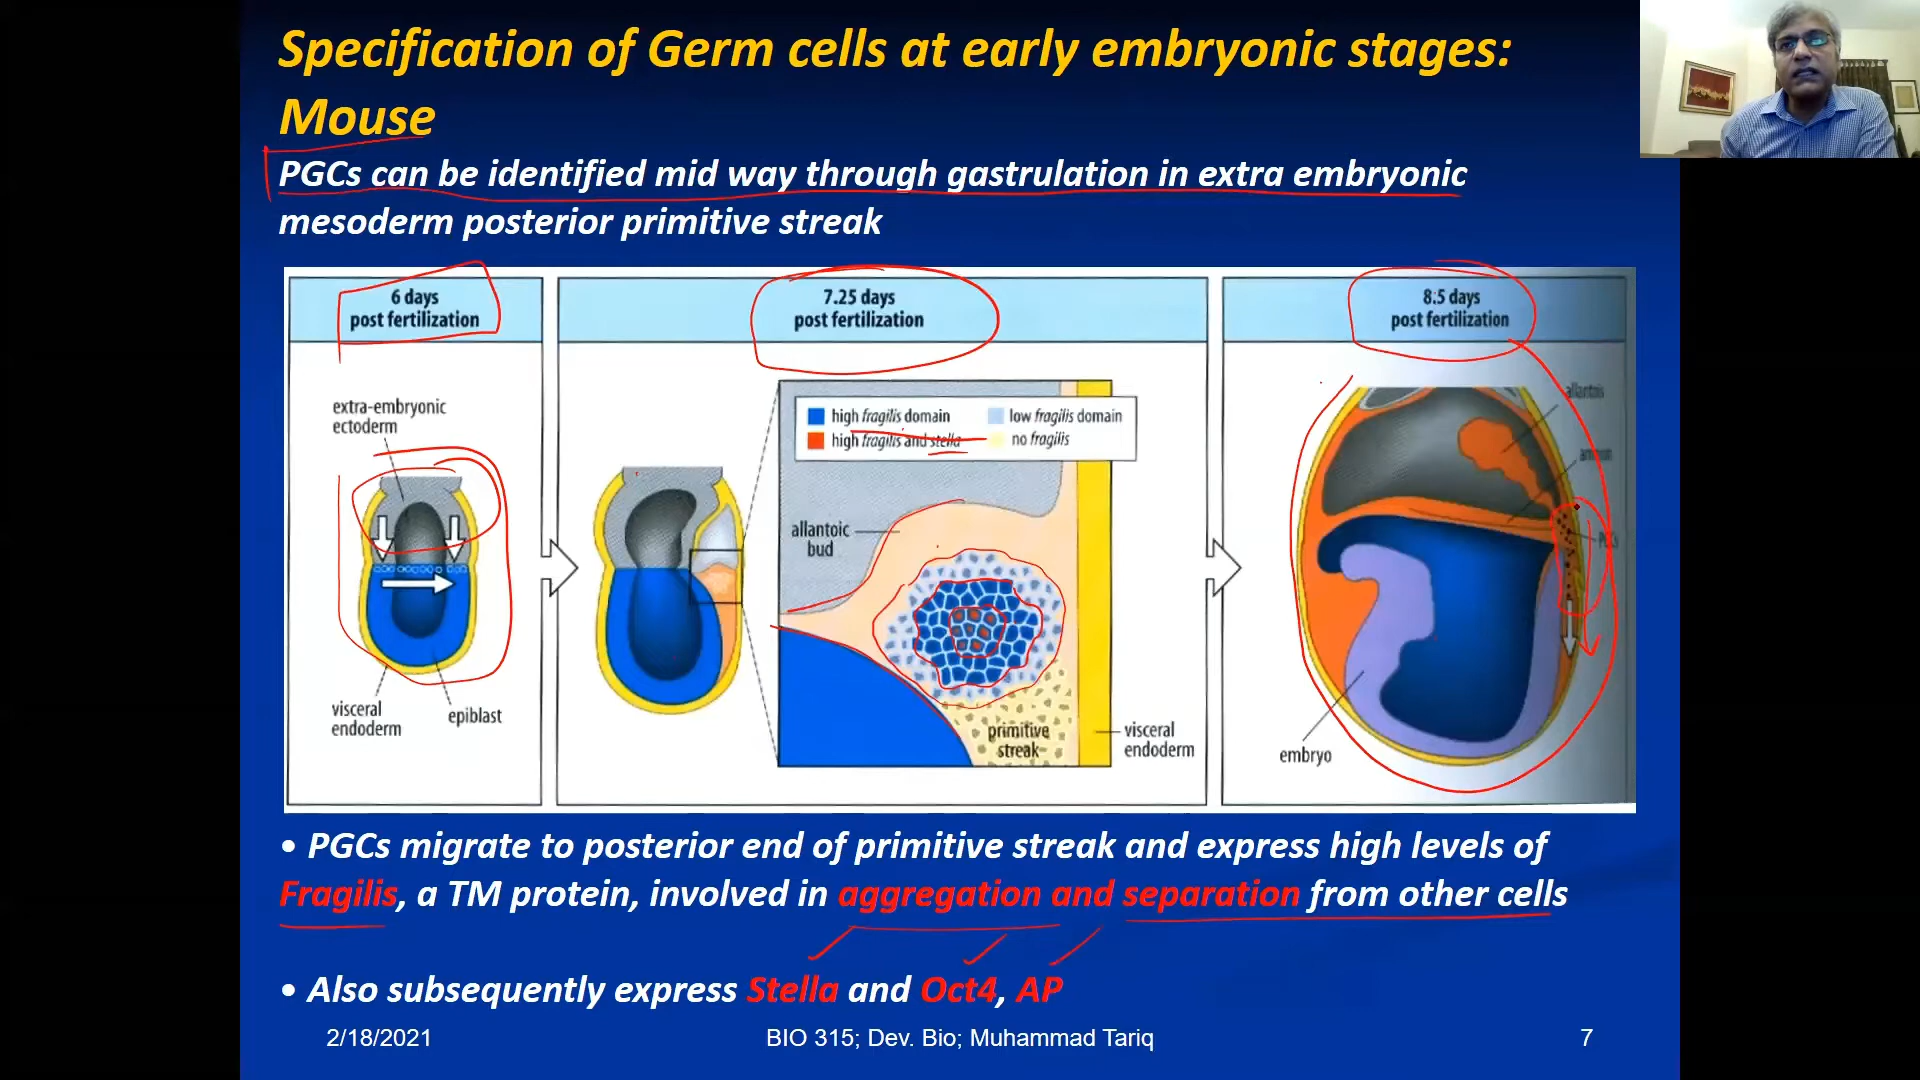 Specification of Germ cells at early embryonic stages:
Mouse
PGCs can be identified mid way through gastrulation in extra embryonic
mesoderm posterior primitive streak
6 days
post fertilization
7.25 days
post fertilization
8.5 days
post fertilization
extra-embryonic
ectoderm
visceral
endoderm
epiblast
high fragilis domain
low fragilis domain
high fragilis and stella
no fragilis
allantoic
bud
primitive
streak
visceral
endoderm
allantois
amnion
PGCs
embryo
• PGCs migrate to posterior end of primitive streak and express high levels of
Fragilis, a TM protein, involved in aggregation and separation from other cells
• Also subsequently express Stella and Oct4, AP
2/18/2021
BIO 315; Dev. Bio; Muhammad Tariq
7